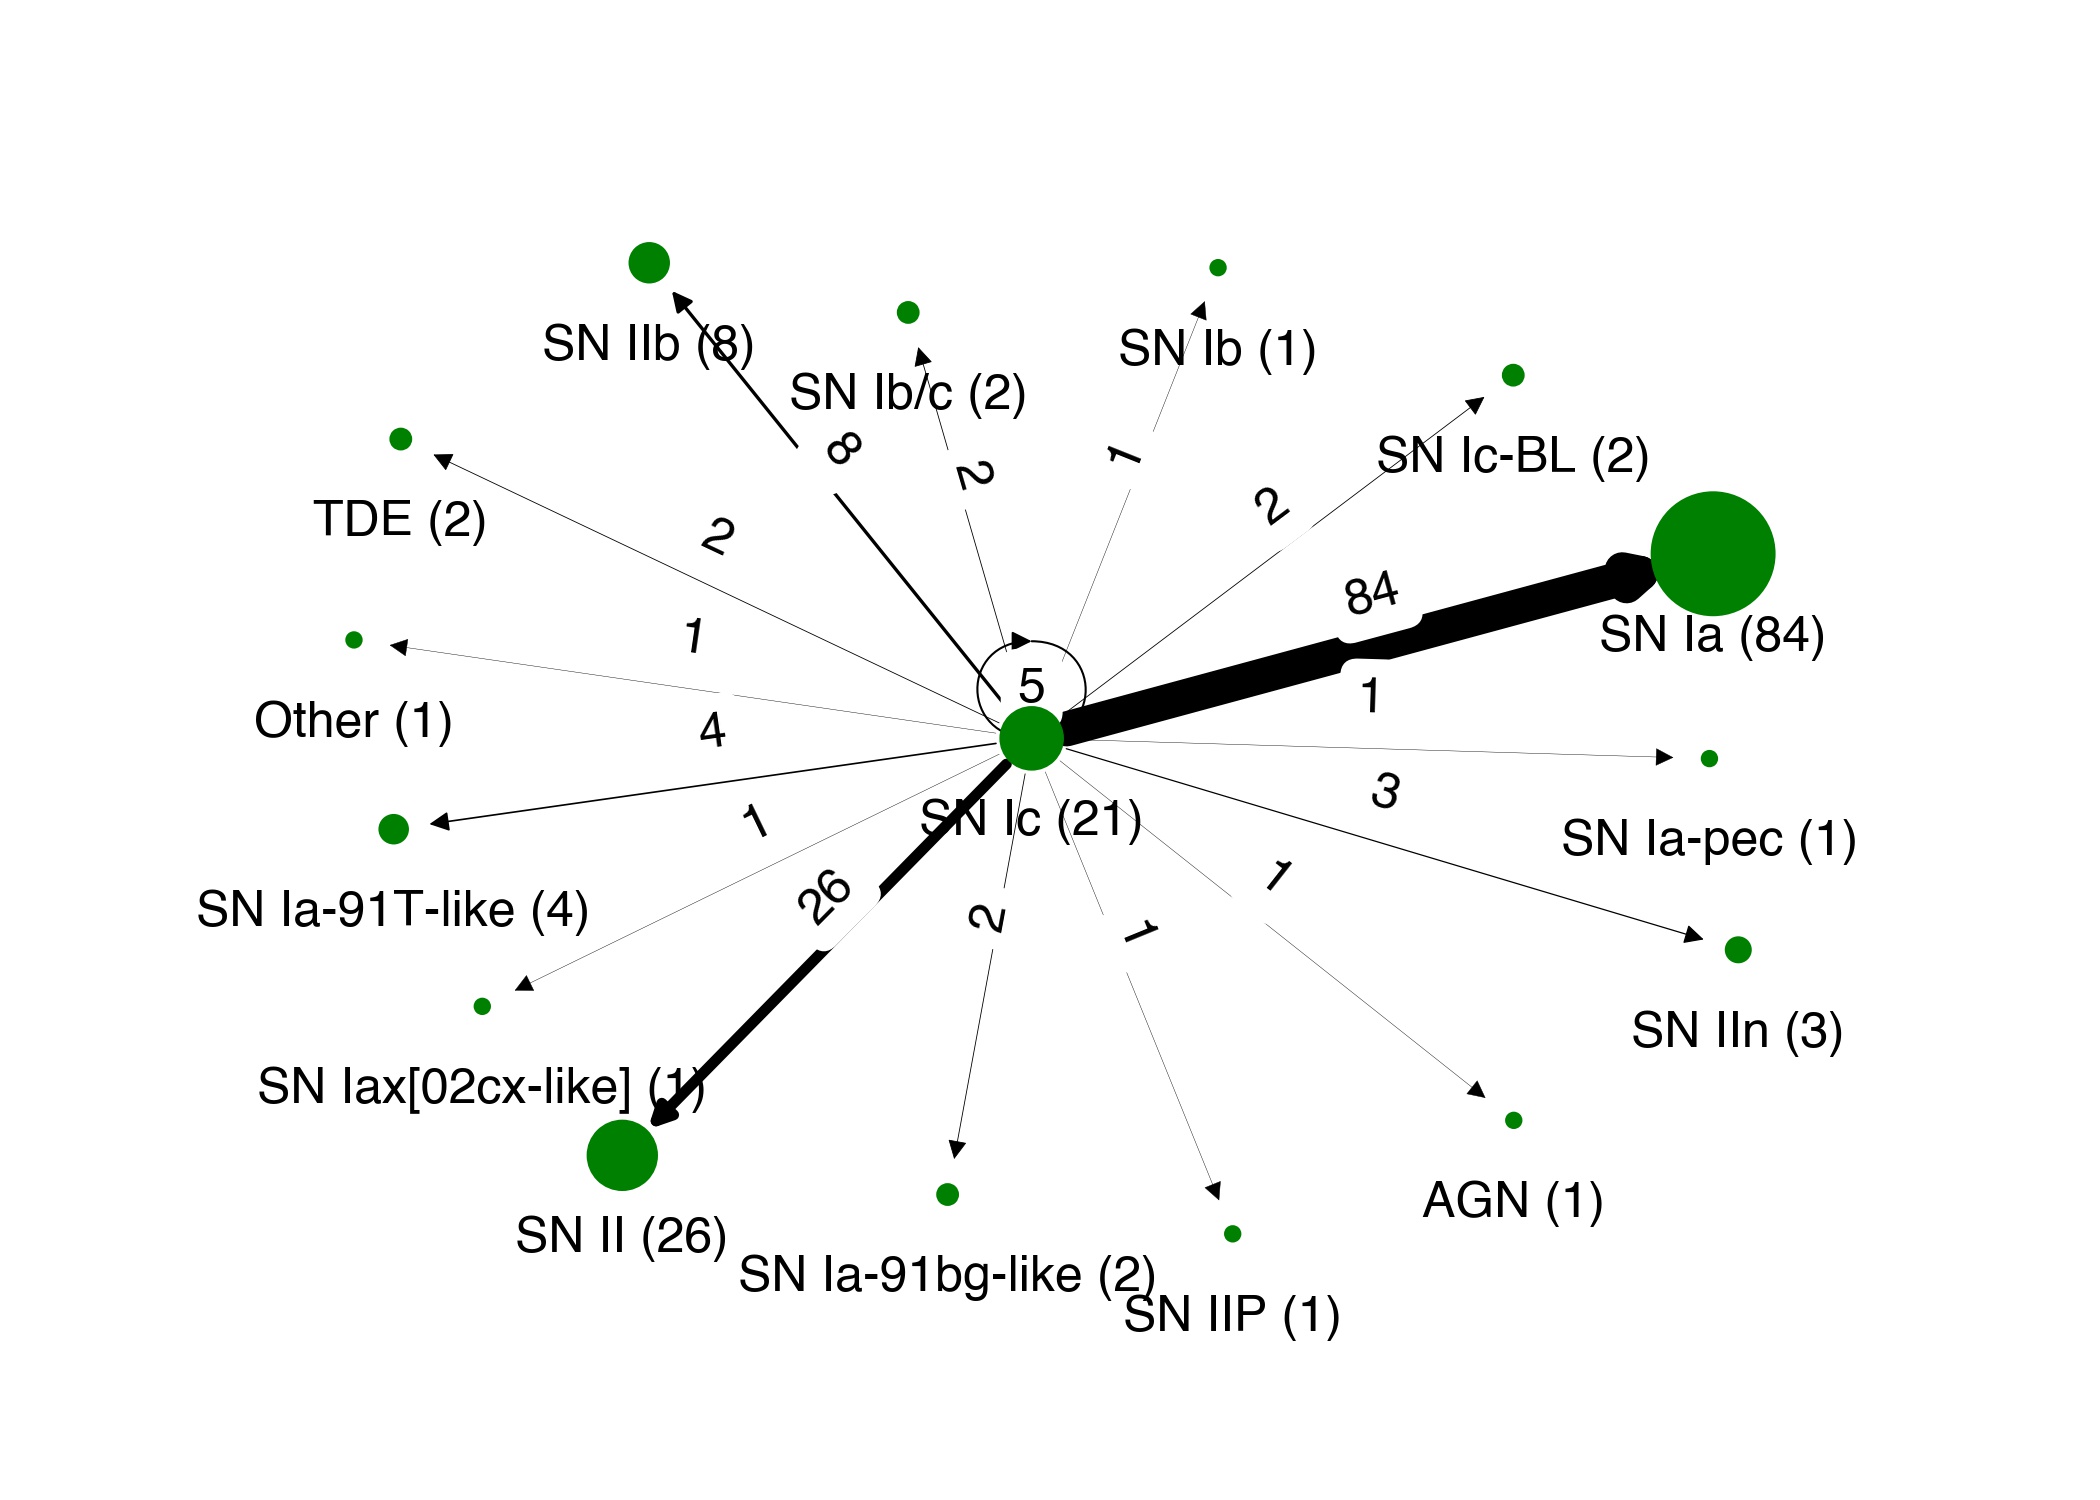 SN IIb (8)
SN Ib/c (2)
SN Ib (1)
SN Ic-BL (2)
8
2
1
2
TDE (2)
2
84
SN Ia (84)
1
5
1
Other (1)
4
3
SN Ia-pec (1)
1
SN Ic (21)
1
SN Ia-91T-like (4)
26
2
1
SN IIn (3)
SN Iax[02cx-like] (1)
AGN (1)
SN II (26)
SN Ia-91bg-like (2)
SN IIP (1)